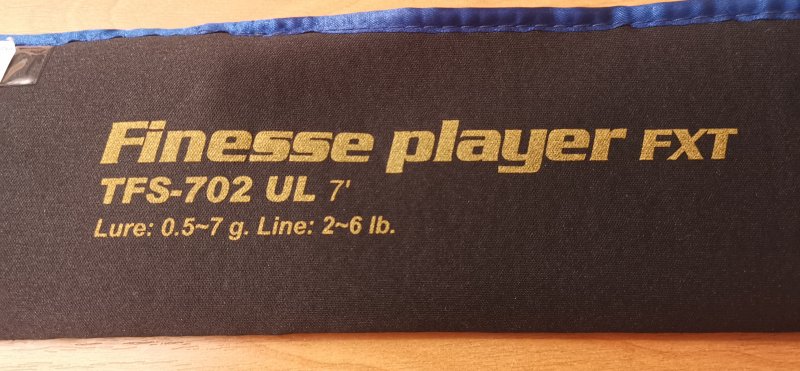 Finesse player FXT
TFS-702 UL 7'
Lure: 0.5~7 g. Line: 2~6 lb.